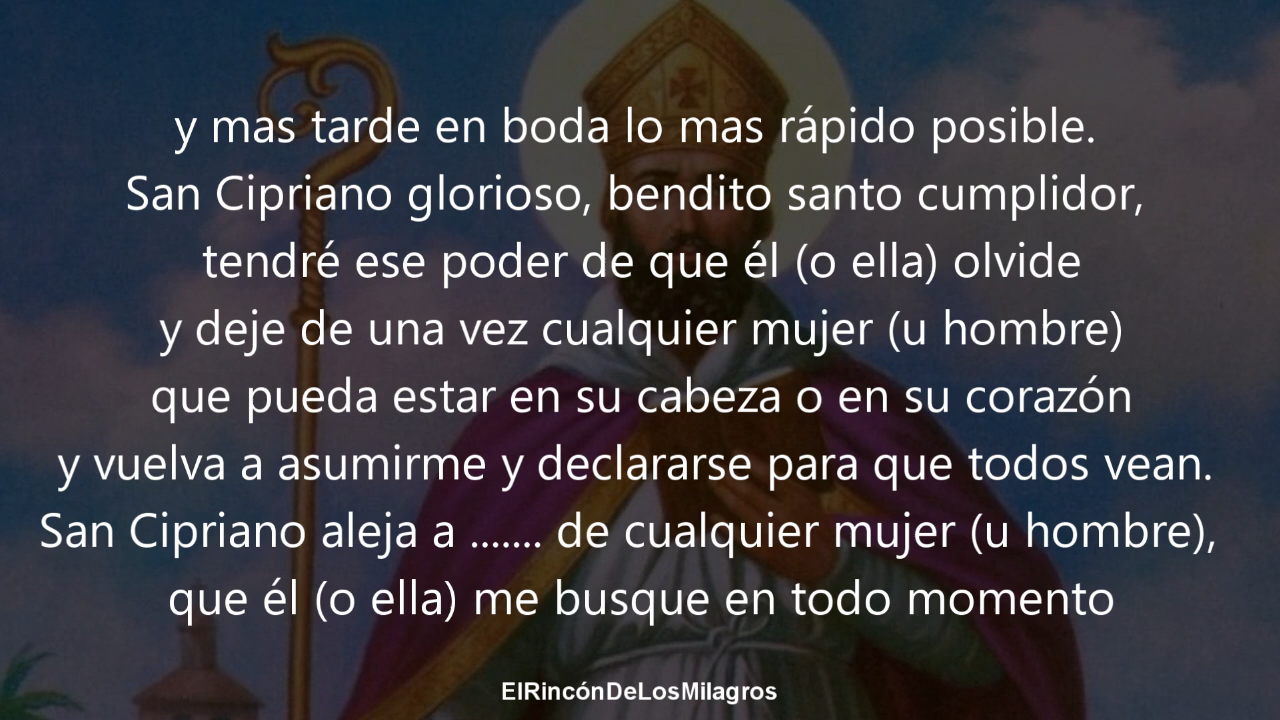 y mas tarde en boda lo mas rápido posible.
San Cipriano glorioso, bendito santo cumplidor,
tendré ese poder de que él (o ella) olvide
y deje de una vez cualquier mujer (u hombre)
que pueda estar en su cabeza o en su corazón
y vuelva a asumirme y declararse para que todos vean.
San Cipriano aleja a ....... de cualquier mujer (u hombre),
que él (o ella) me busque en todo momento
ElRincónDeLosMilagros